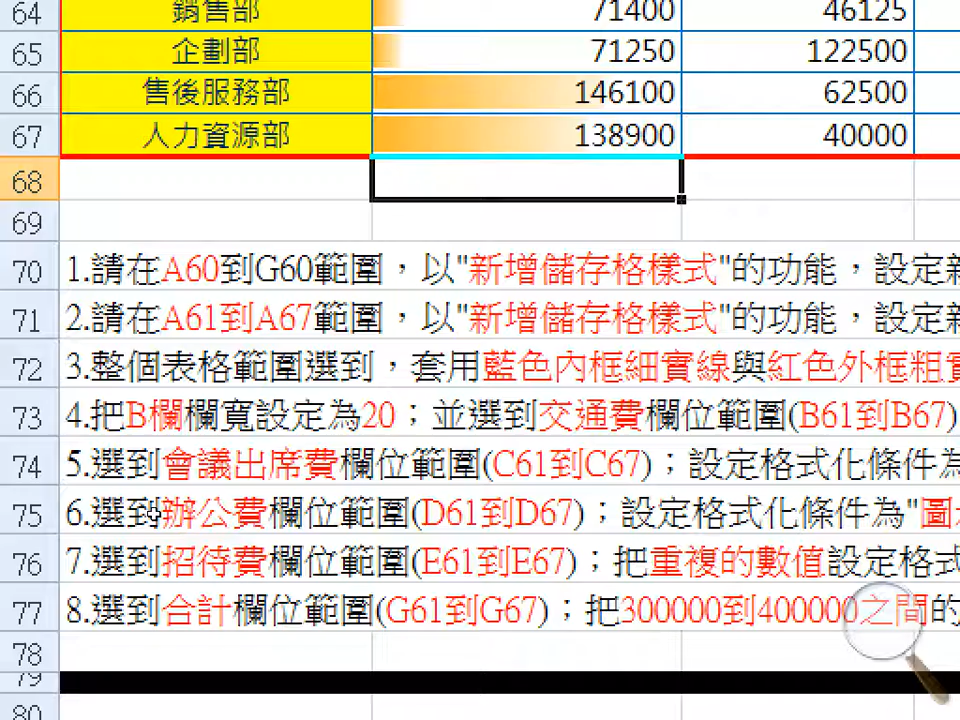 64 銷售部 71400 46125
65 企劃部 71250 122500
66 售後服務部 146100 62500
67 人力資源部 138900 40000
68
69
70 1.請在A60到G60範圍，以"新增儲存格樣式"的功能，設定新
71 2.請在A61到A67範圍，以"新增儲存格樣式"的功能，設定新
72 3.整個表格範圍選到，套用藍色內框細實線與紅色外框粗實
73 4.把B欄欄寬設定為20；並選到交通費欄位範圍(B61到B67)
74 5.選到會議出席費欄位範圍(C61到C67)；設定格式化條件為
75 6.選到辦公費欄位範圍(D61到D67)；設定格式化條件為"圖
76 7.選到招待費欄位範圍(E61到E67)；把重複的數值設定格式
77 8.選到合計欄位範圍(G61到G67)；把300000到400000之間的
78
79
80